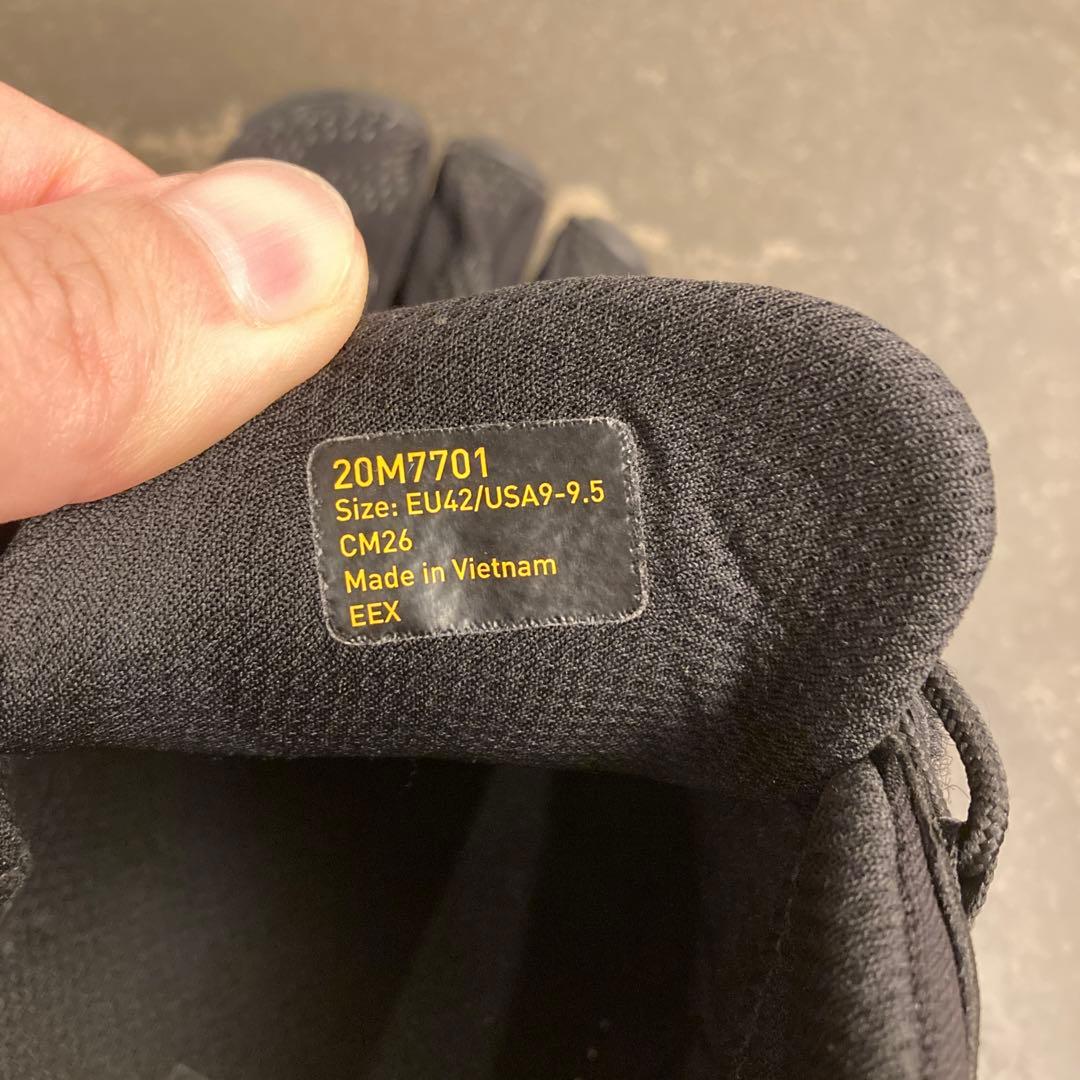 20M7701
Size: EU42/USA9-9.5
CM26
Made in Vietnam
EEX